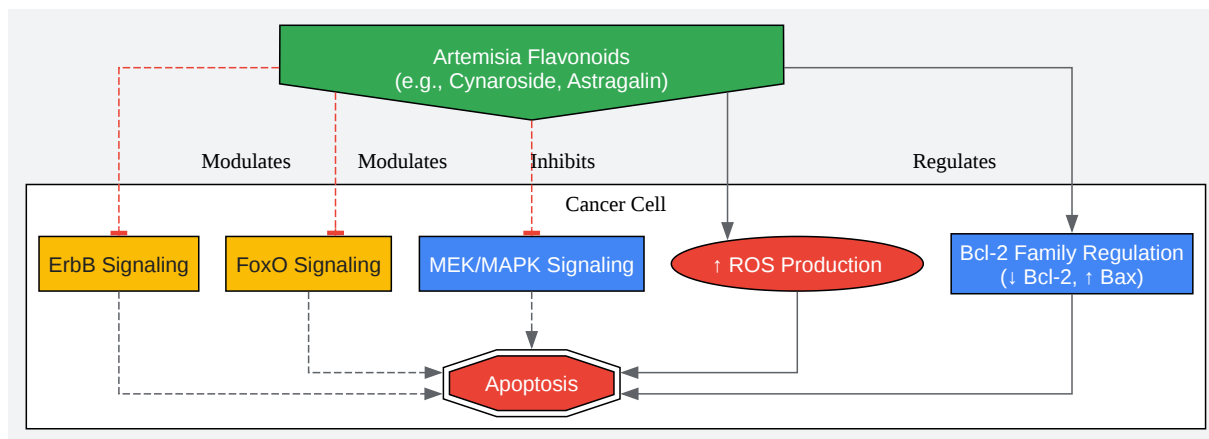 Artemisia Flavonoids
(e.g., Cynaroside, Astragalin)
Modulates
Modulates
Inhibits
Regulates
Cancer Cell
ErbB Signaling
FoxO Signaling
MEK/MAPK Signaling
↑ ROS Production
Bcl-2 Family Regulation
(↓ Bcl-2, ↑ Bax)
Apoptosis